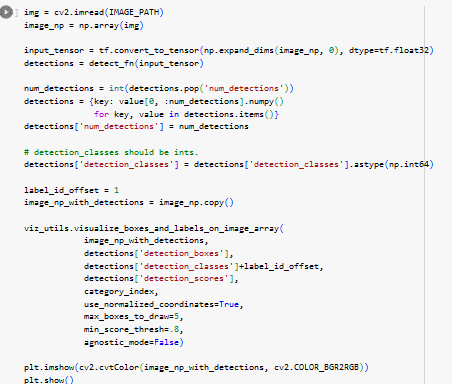 img = cv2.imread(IMAGE_PATH)
image_np = np.array(img)
input_tensor = tf.convert_to_tensor(np.expand_dims(image_np, 0), dtype=tf.float32)
detections = detect_fn(input_tensor)
num_detections = int(detections.pop('num_detections'))
detections = {key: value[0, :num_detections].numpy()
for key, value in detections.items()}
detections['num_detections'] = num_detections
# detection_classes should be ints.
detections['detection_classes'] = detections['detection_classes'].astype(np.int64)
label_id_offset = 1
image_np_with_detections = image_np.copy()
viz_utils.visualize_boxes_and_labels_on_image_array(
image_np_with_detections,
detections['detection_boxes'],
detections['detection_classes']+label_id_offset,
detections['detection_scores'],
category_index,
use_normalized_coordinates=True,
max_boxes_to_draw=5,
min_score_thresh=.8,
agnostic_mode=False)
plt.imshow(cv2.cvtColor(image_np_with_detections, cv2.COLOR_BGR2RGB))
plt.show()